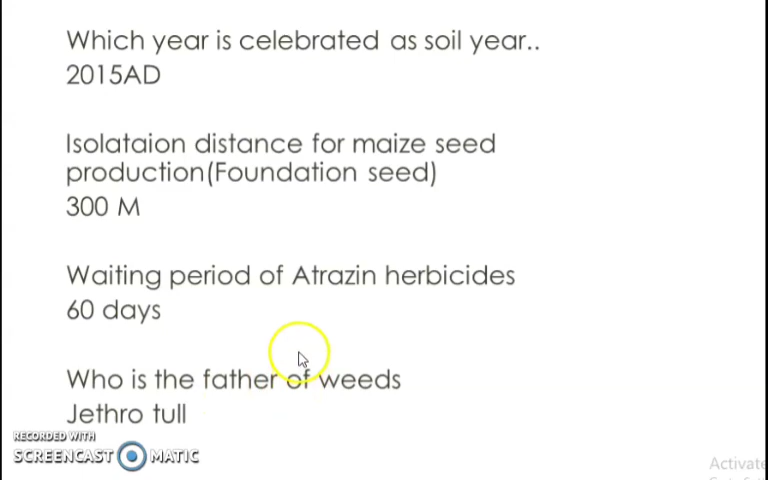 Which year is celebrated as soil year..
2015AD
Isolataion distance for maize seed
production(Foundation seed)
300 M
Waiting period of Atrazin herbicides
60 days
Who is the father of weeds
Jethro tull
RECORDED WITH
SCREENCAST MATIC
Activate